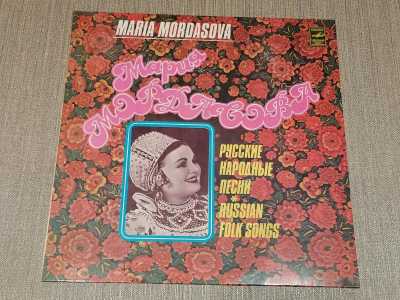 MARIA MORDASOVA
Мария
МОРДАСОВА
РУССКИЕ
НАРОДНЫЕ
ПЕСНИ
RUSSIAN
FOLK SONGS